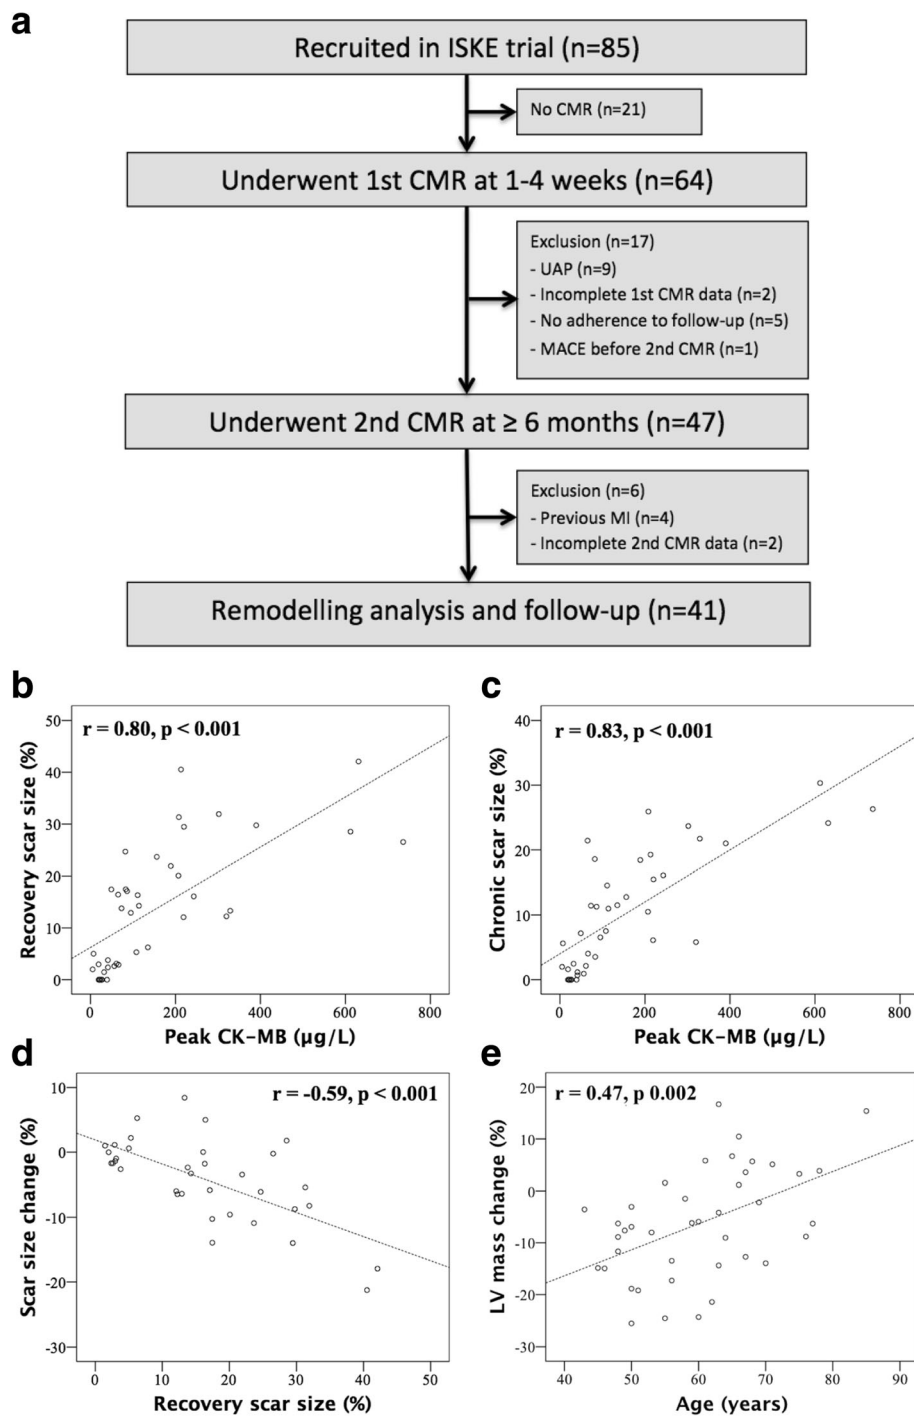 a
Recruited in ISKE trial (n=85)
No CMR (n=21)
Underwent 1st CMR at 1-4 weeks (n=64)
Exclusion (n=17)
- UAP (n=9)
- Incomplete 1st CMR data (n=2)
- No adherence to follow-up (n=5)
- MACE before 2nd CMR (n=1)
Underwent 2nd CMR at ≥ 6 months (n=47)
Exclusion (n=6)
- Previous MI (n=4)
- Incomplete 2nd CMR data (n=2)
Remodelling analysis and follow-up (n=41)
b
r = 0.80, p < 0.001
Recovery scar size (%)
50
40
30
20
10
0
0 200 400 600 800
Peak CK-MB (µg/L)
c
r = 0.83, p < 0.001
Chronic scar size (%)
40
30
20
10
0
0 200 400 600 800
Peak CK-MB (µg/L)
d
r = -0.59, p < 0.001
Scar size change (%)
10
0
-10
-20
-30
0 10 20 30 40 50
Recovery scar size (%)
e
r = 0.47, p 0.002
LV mass change (%)
20
10
0
-10
-20
-30
40 50 60 70 80 90
Age (years)